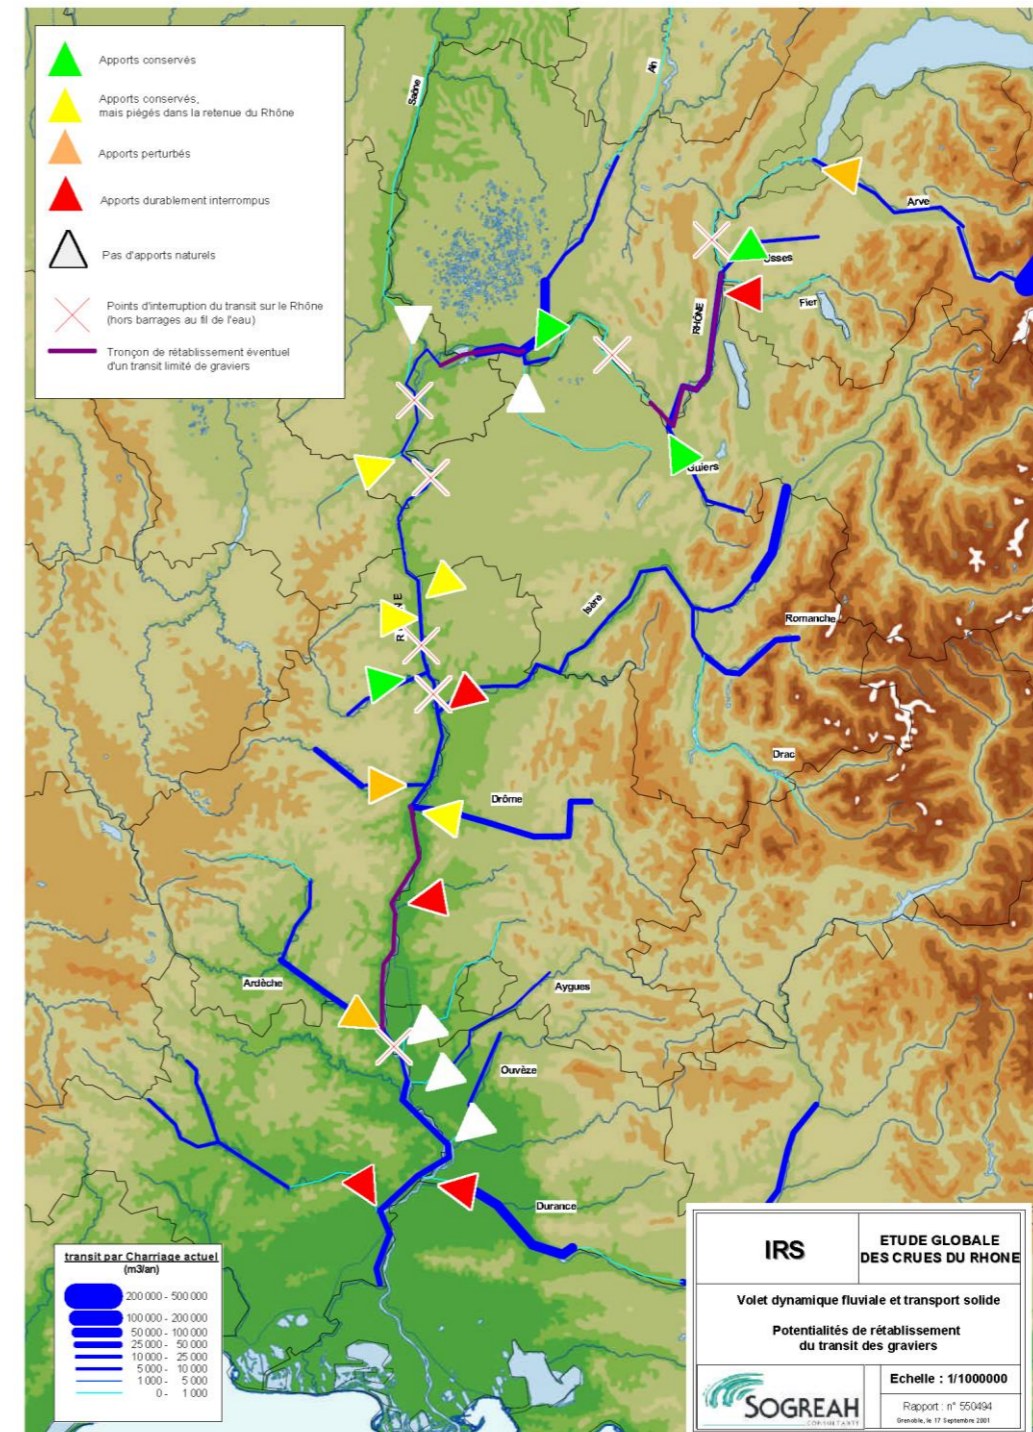 Apports conservés
Apports conservés,
mais piégés dans la retenue du Rhône
Apports perturbés
Apports durablement interrompus
Pas d'apports naturels
Points d'interruption du transit sur le Rhône
(hors barrages au fil de l'eau)
Tronçon de rétablissement éventuel
d'un transit limité de graviers
Saône
Ain
Arve
Usses
Fier
RHÔNE
Guiers
Isère
Romanche
Drac
Drôme
Ardèche
Aygues
Ouvèze
Durance
transit par Charriage actuel
(m3/an)
200 000 - 500 000
100 000 - 200 000
50 000 - 100 000
25 000 - 50 000
10 000 - 25 000
5 000 - 10 000
1 000 - 5 000
0 - 1 000
IRS
ETUDE GLOBALE
DES CRUES DU RHONE
Volet dynamique fluviale et transport solide
Potentialités de rétablissement
du transit des graviers
SOGREAH
CONSULTANTS
Echelle : 1/1000000
Rapport : n° 550494
Grenoble, le 17 Septembre 2001